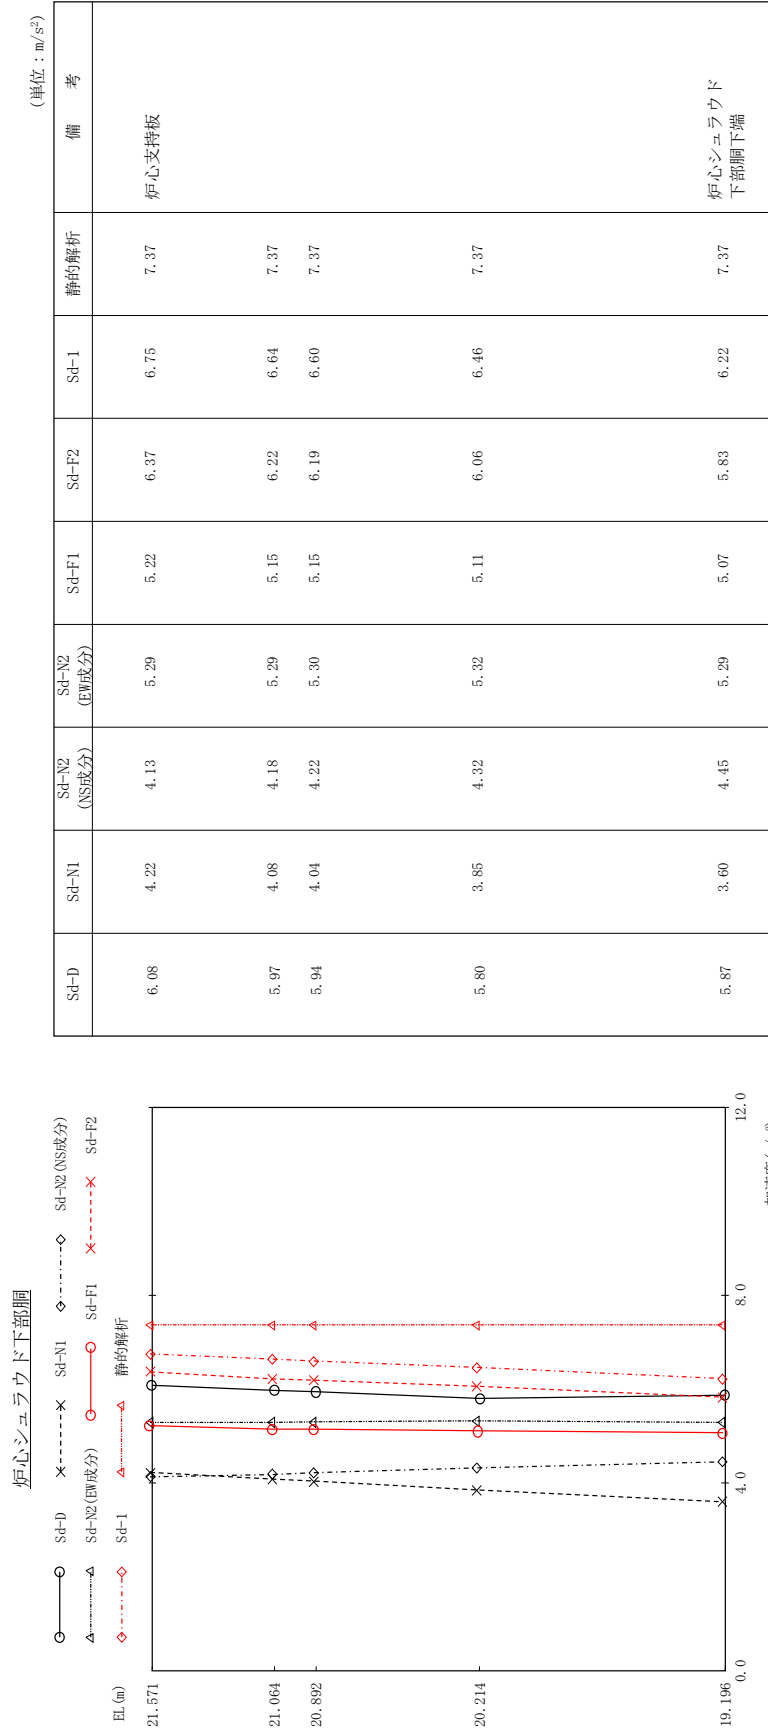 炉心シュラウド下部胴
Sd-D
Sd-N1
Sd-N2(NS成分)
Sd-N2(EW成分)
Sd-F1
Sd-F2
Sd-1
静的解析
EL(m)
21.571
21.064
20.892
20.214
19.196
0.0
4.0
8.0
12.0
(単位：m/s²)
Sd-D
Sd-N1
Sd-N2
(NS成分)
Sd-N2
(EW成分)
Sd-F1
Sd-F2
Sd-1
静的解析
備 考
6.08 4.22 4.13 5.29 5.22 6.37 6.75 7.37 炉心支持板
5.97 4.08 4.18 5.29 5.15 6.22 6.64 7.37
5.94 4.04 4.22 5.30 5.15 6.19 6.60 7.37
5.80 3.85 4.32 5.32 5.11 6.06 6.46 7.37
5.87 3.60 4.45 5.29 5.07 5.83 6.22 7.37 炉心シュラウド
下部胴下端